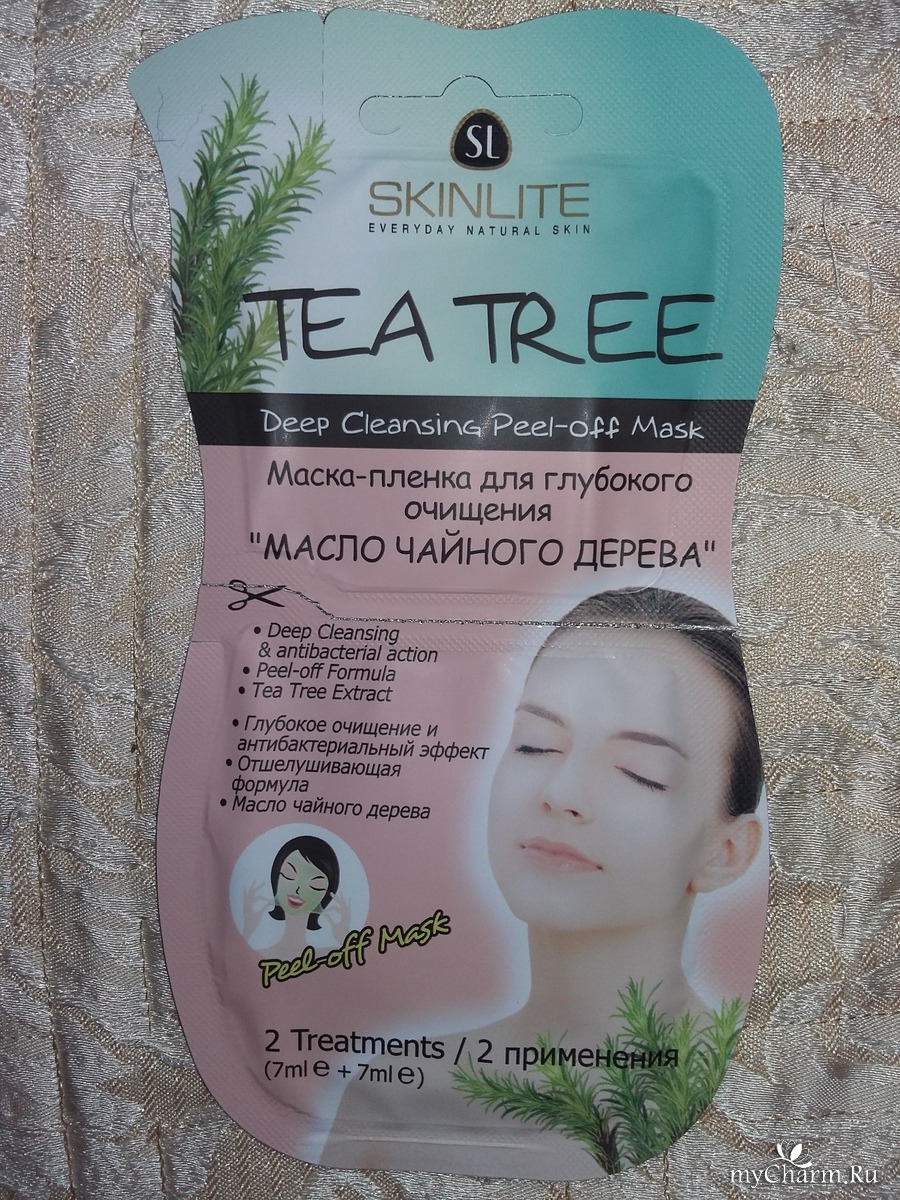 SL
SKINLITE
EVERYDAY NATURAL SKIN
TEA TREE
Deep Cleansing Peel-off Mask
Маска-пленка для глубокого
очищения
"МАСЛО ЧАЙНОГО ДЕРЕВА"
• Deep Cleansing
& antibacterial action
• Peel-off Formula
• Tea Tree Extract
• Глубокое очищение и
антибактериальный эффект
• Отшелушивающая
формула
• Масло чайного дерева
Peel-off Mask
2 Treatments / 2 применения
(7ml e + 7ml e)
myCharm.Ru